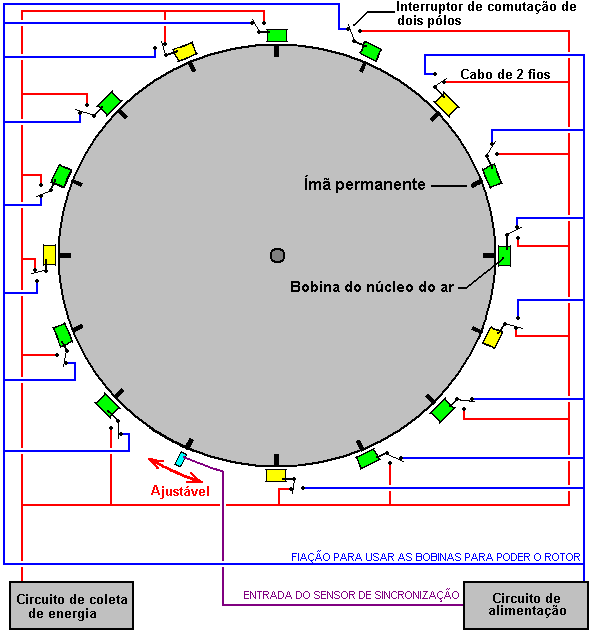 Interruptor de comutação de
dois pólos
Cabo de 2 fios
Ímã permanente
Bobina do núcleo do ar
Ajustável
FIAÇÃO PARA USAR AS BOBINAS PARA PODER O ROTOR
ENTRADA DO SENSOR DE SINCRONIZAÇÃO
Circuito de coleta
de energia
Circuito de
alimentação